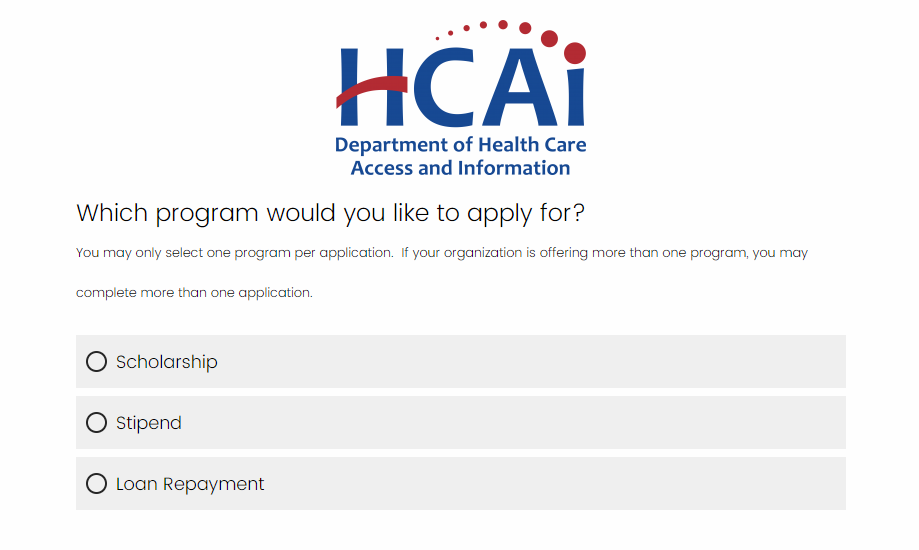 HCAi
Department of Health Care
Access and Information
Which program would you like to apply for?
You may only select one program per application.  If your organization is offering more than one program, you may
complete more than one application.
Scholarship
Stipend
Loan Repayment